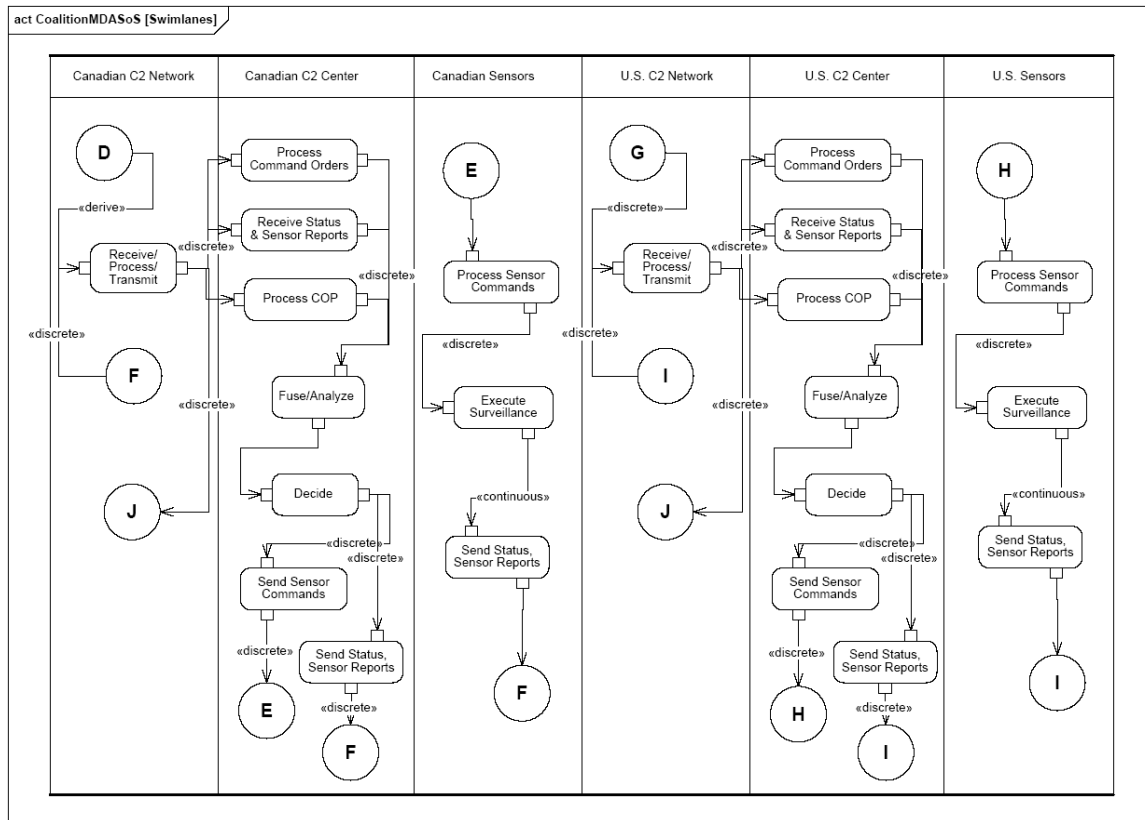 act CoalitionMDASoS [Swimlanes]
Canadian C2 Network
Canadian C2 Center
Canadian Sensors
U.S. C2 Network
U.S. C2 Center
U.S. Sensors
D
«derive»
Receive/
Process/
Transmit
«discrete»
«discrete»
F
«discrete»
J
Process
Command Orders
Receive Status
& Sensor Reports
«discrete»
Process COP
Fuse/Analyze
Decide
«discrete»
«discrete»
Send Sensor
Commands
Send Status,
Sensor Reports
«discrete»
E
«discrete»
F
E
Process Sensor
Commands
«discrete»
Execute
Surveillance
«continuous»
Send Status,
Sensor Reports
F
G
«derive»
Receive/
Process/
Transmit
«discrete»
«discrete»
I
«discrete»
J
Process
Command Orders
Receive Status
& Sensor Reports
«discrete»
Process COP
Fuse/Analyze
Decide
«discrete»
«discrete»
Send Sensor
Commands
Send Status,
Sensor Reports
«discrete»
H
«discrete»
I
H
Process Sensor
Commands
«discrete»
Execute
Surveillance
«continuous»
Send Status,
Sensor Reports
I